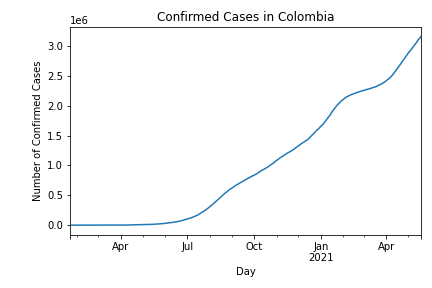 Confirmed Cases in Colombia
1e6
3.0
2.5
2.0
1.5
1.0
0.5
0.0
Number of Confirmed Cases
Apr Jul Oct Jan Apr
2021
Day